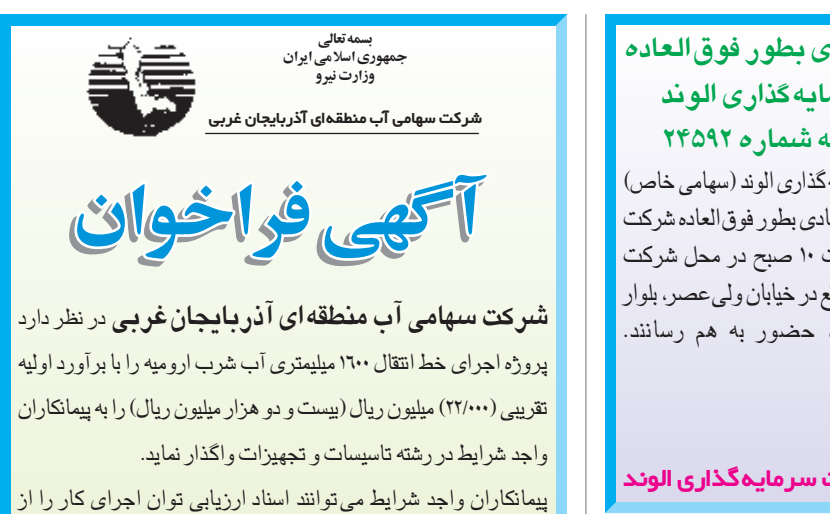 بسمه تعالی
جمهوری اسلامی ایران
وزارت نیرو
شرکت سهامی آب منطقه‌ای آذربایجان غربی
آگهی فراخوان
شرکت سهامی آب منطقه‌ای آذربایجان غربی در نظر دارد
پروژه اجرای خط انتقال ۱۶۰۰ میلیمتری آب شرب ارومیه را با برآورد اولیه
تقریبی (۲۲/۰۰۰) میلیون ریال (بیست و دو هزار میلیون ریال) را به پیمانکاران
واجد شرایط در رشته تاسیسات و تجهیزات واگذار نماید.
پیمانکاران واجد شرایط می‌توانند اسناد ارزیابی توان اجرای کار را از
بطور فوق‌العاده
گذاری الوند
شماره ۲۴۵۹۲
گذاری الوند (سهامی خاص)
بطور فوق‌العاده شرکت
۱۰ صبح در محل شرکت
در خیابان ولی‌عصر، بلوار
حضور به هم رسانند.
سرمایه‌گذاری الوند